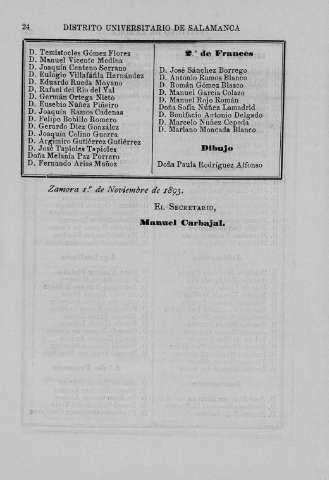 24 DISTRITO UNIVERSITARIO DE SALAMANCA
D. Temístocles Gómez Florez
D. Manuel Vicente Medina
D. Joaquín Centeno Serrano
D. Eulogio Villafáfila Hernández
D. Eduardo Rueda Moyano
D. Rafael del Río del Val
D. Germán Ortega Nieto
D. Eusebio Núñez Piñeiro
D. Joaquín Ramos Cadenas
D. Felipe Bobillo Romero
D. Gerardo Diez González
D. Joaquín Colino Guerra
D. Argimiro Gutiérrez Gutiérrez
D. José Tapioles Tapioles
Doña Melania Paz Porrero
D. Fernando Arias Muñoz
2.º de Francés
D. José Sánchez Borrego
D. Antonio Ramos Blanco
D. Román Gómez Blasco
D. Manuel García Colazo
D. Manuel Rojo Román
Doña Sofía Núñez Lamadrid
D. Bonifacio Antonio Delgado
D. Marcelo Nuñez Cepeda
D. Mariano Moncada Blanco
Dibujo
Doña Paula Rodríguez Alfonso
Zamora 1.º de Noviembre de 1895.
EL SECRETARIO,
Manuel Carbajal.